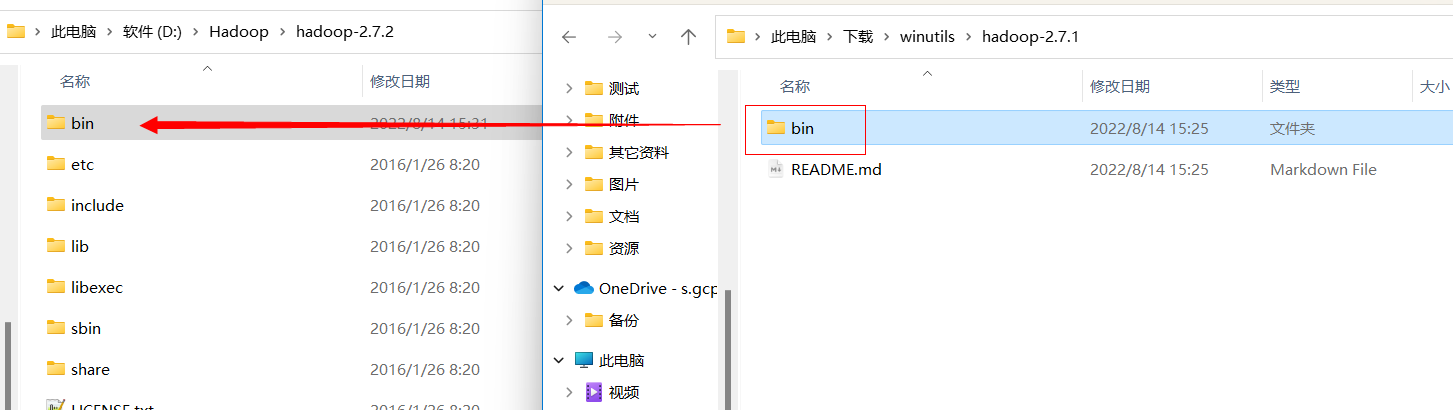 此电脑 > 软件 (D:) > Hadoop > hadoop-2.7.2
名称 修改日期
bin 2022/8/14 15:31
etc 2016/1/26 8:20
include 2016/1/26 8:20
lib 2016/1/26 8:20
libexec 2016/1/26 8:20
sbin 2016/1/26 8:20
share 2016/1/26 8:20
LICENSE.txt 2016/1/26 8:20
此电脑 > 下载 > winutils > hadoop-2.7.1
测试
附件
其它资料
图片
文档
资源
OneDrive - s.gcp
备份
此电脑
视频
名称 修改日期 类型 大小
bin 2022/8/14 15:25 文件夹
README.md 2022/8/14 15:25 Markdown File